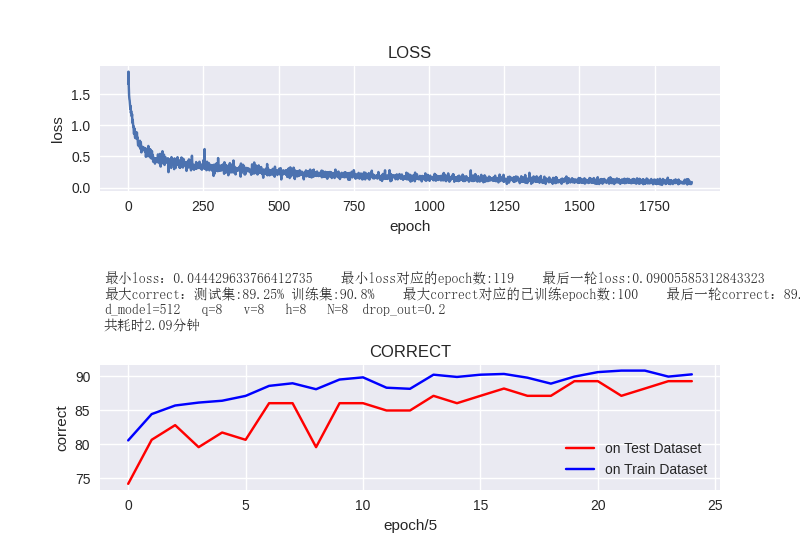 LOSS
1.5
1.0
0.5
0.0
loss
0 250 500 750 1000 1250 1500 1750
epoch
最小loss：0.044429633766412735 最小loss对应的epoch数:119 最后一轮loss:0.09005585312843323
最大correct：测试集:89.25% 训练集:90.8% 最大correct对应的已训练epoch数:100 最后一轮correct：89.
d_model=512 q=8 v=8 h=8 N=8 drop_out=0.2
共耗时2.09分钟
CORRECT
90
85
80
75
correct
on Test Dataset
on Train Dataset
0 5 10 15 20 25
epoch/5